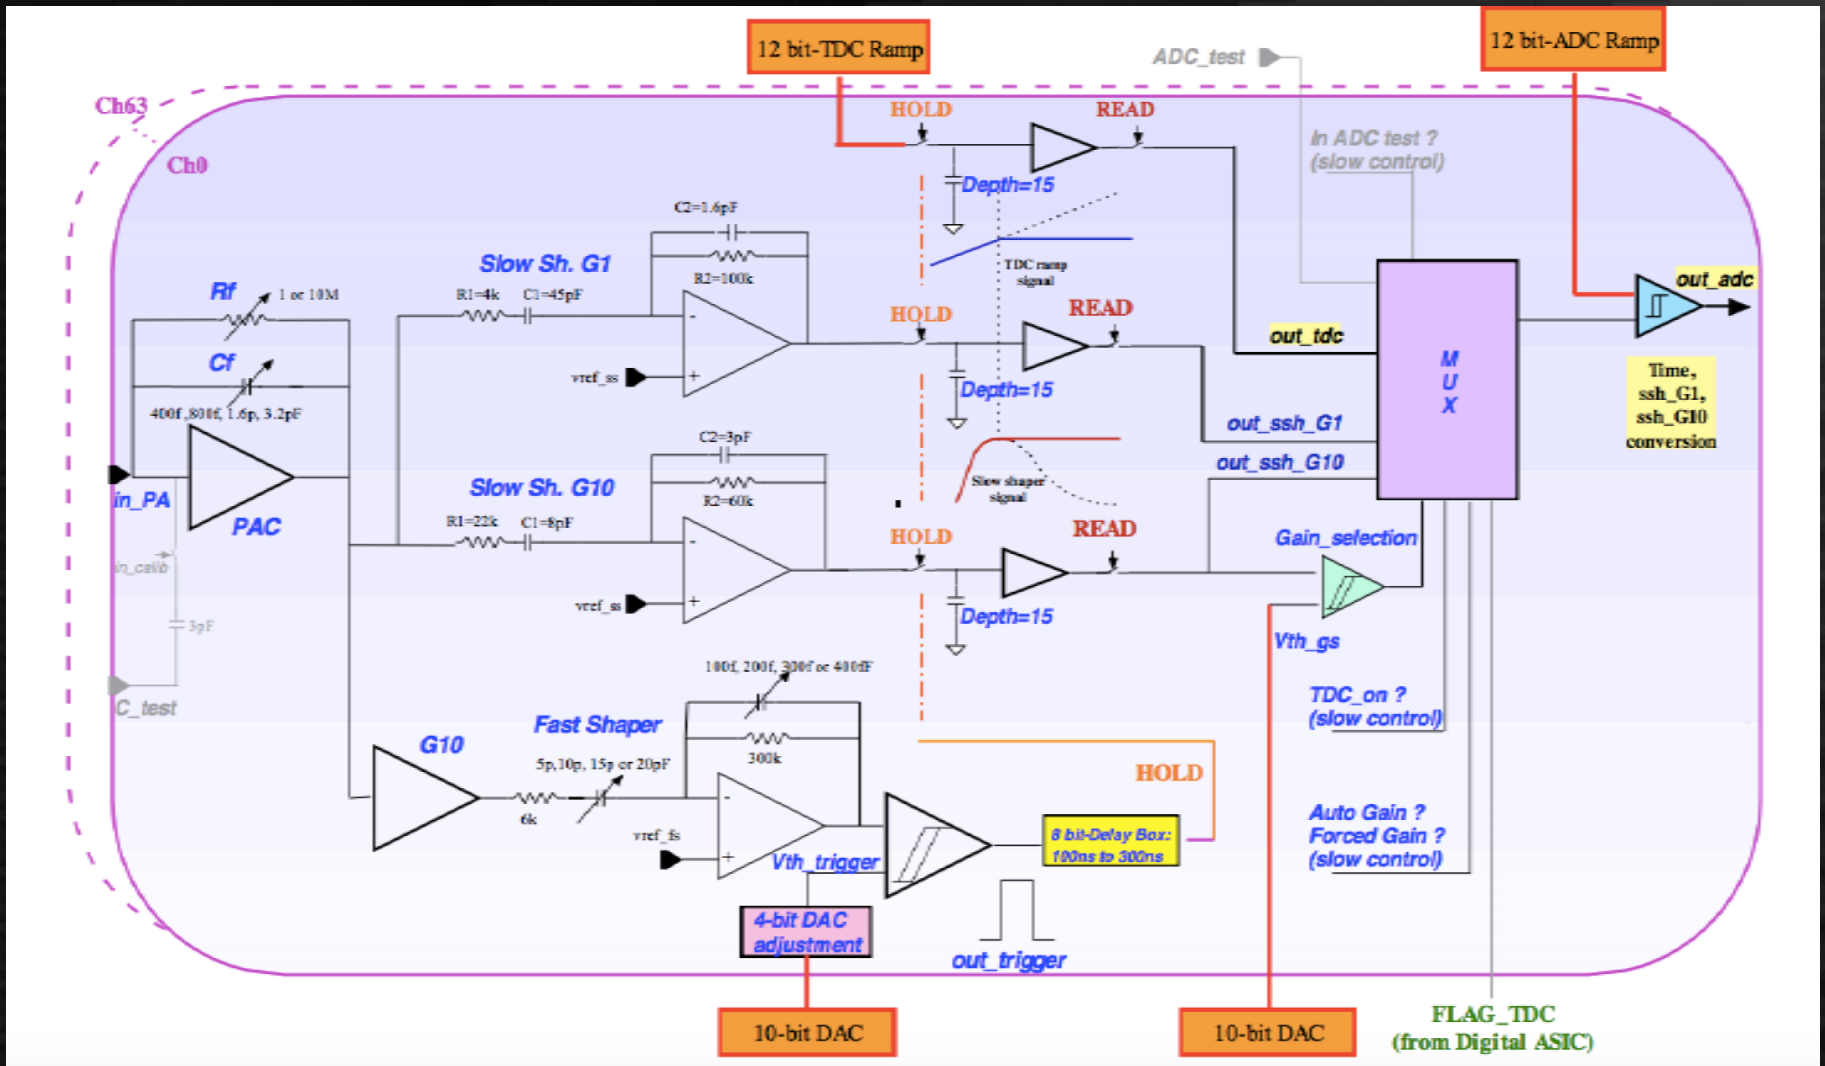 12 bit-TDC Ramp
12 bit-ADC Ramp
ADC_test
Ch63
Ch0
HOLD
READ
In ADC test ?
(slow control)
Depth=15
C2=1.6pF
R2=100k
Slow Sh. G1
R1=4k
C1=45pF
TDC ramp
signal
Rf
1 or 10M
Cf
400f ,800f, 1.6p, 3.2pF
HOLD
READ
out_tdc
out_adc
vref_ss
-
+
Depth=15
M
U
X
Time,
ssh_G1,
ssh_G10
conversion
out_ssh_G1
out_ssh_G10
C2=3pF
R2=60k
Slow Sh. G10
R1=22k
C1=8pF
Slow shaper
signal
in_PA
PAC
HOLD
READ
Gain_selection
in_calib
vref_ss
-
+
Depth=15
3pF
Vth_gs
C_test
100f, 200f, 300f or 400fF
TDC_on ?
(slow control)
Fast Shaper
G10
5p,10p, 15p or 20pF
300k
6k
HOLD
vref_fs
-
+
Vth_trigger
8 bit-Delay Box:
100ns to 300ns
Auto Gain ?
Forced Gain ?
(slow control)
4-bit DAC
adjustment
out_trigger
10-bit DAC
10-bit DAC
FLAG_TDC
(from Digital ASIC)